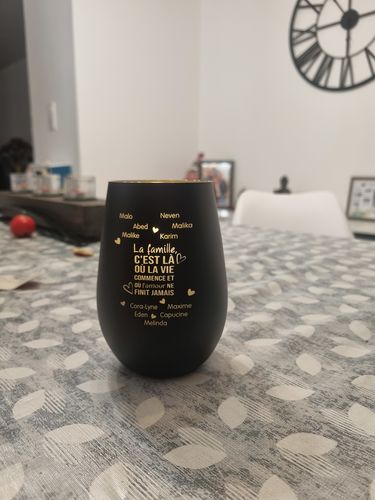 Malo Neven
Abed Malika
Malike Karim
La famille,
C'EST LÀ
OÙ LA VIE
COMMENCE ET
OÙ l'amour NE
FINIT JAMAIS
Cora-Lyne Maxime
Eden Capucine
Melinda